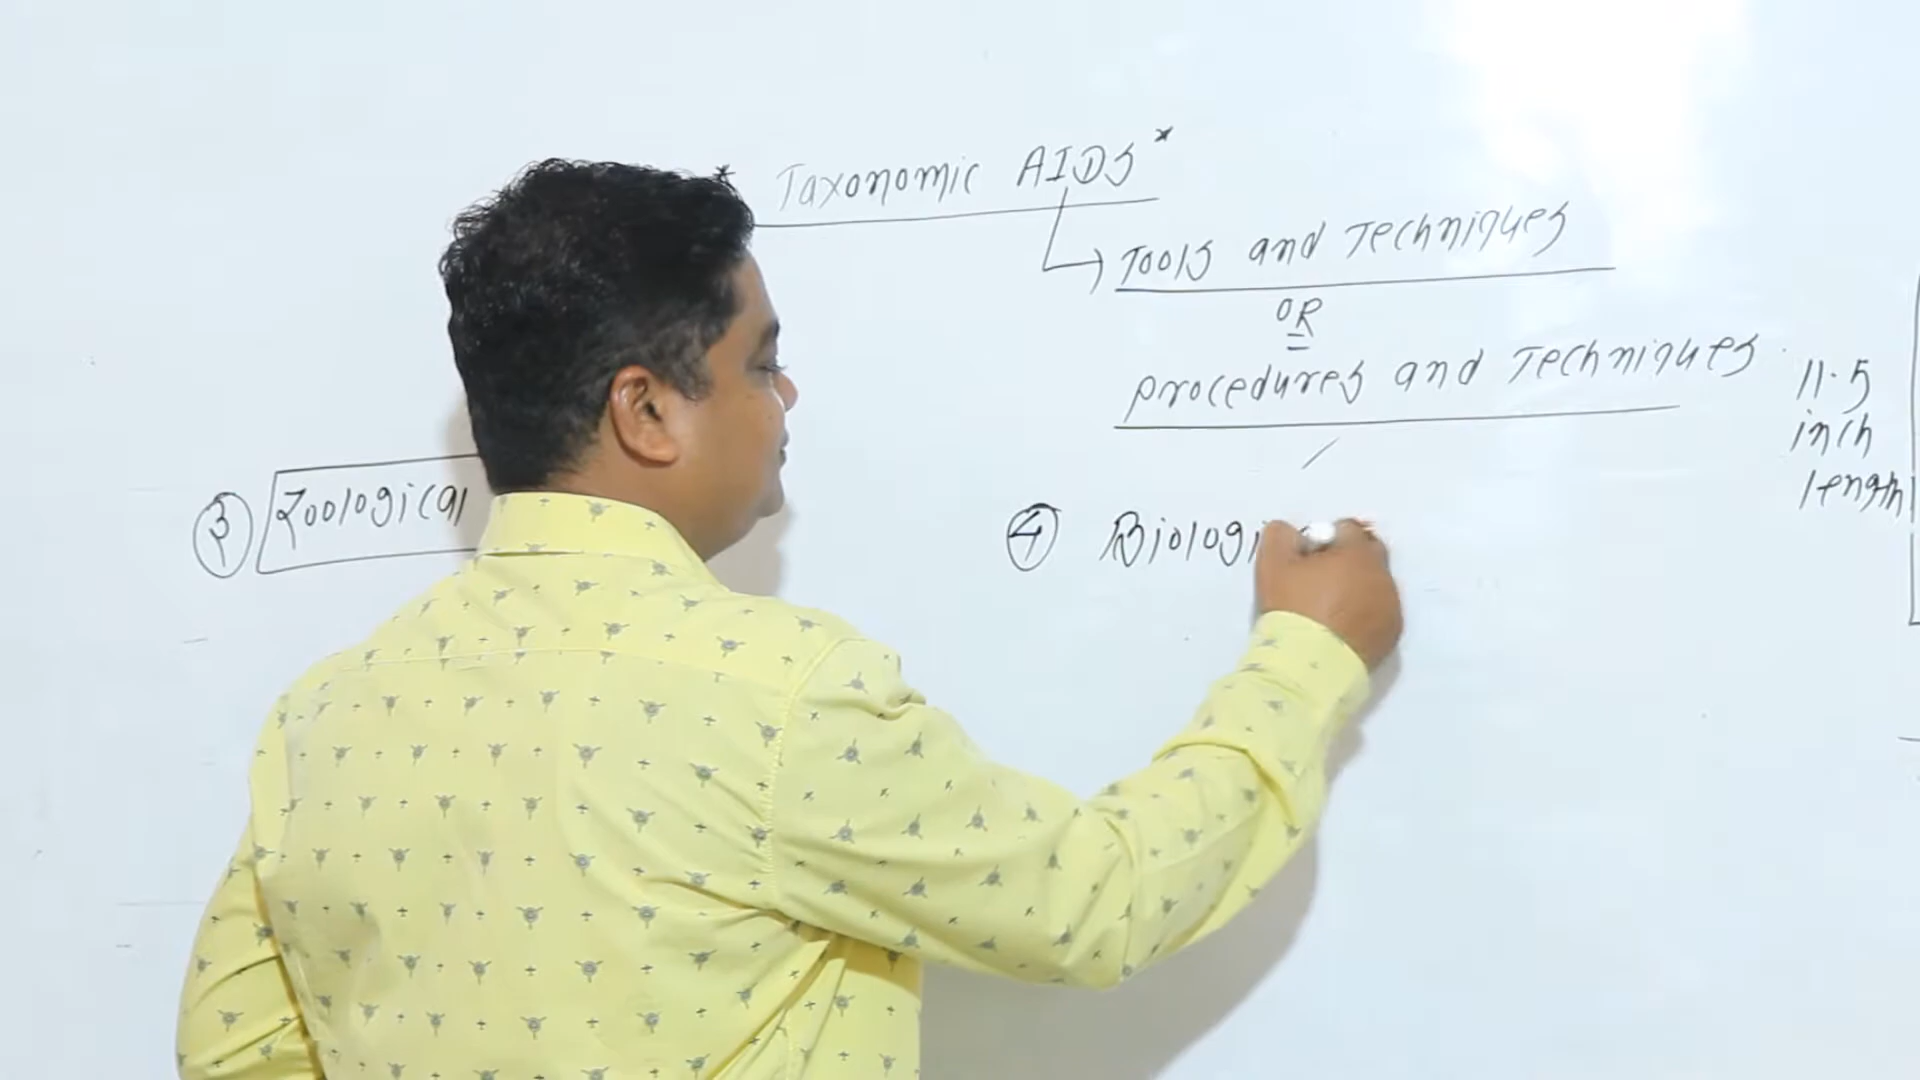 * Taxonomic AIDS *
Tools and Techniques
OR
procedures and Techniques
11.5
inch
length
③ Zoological
④ Biologi